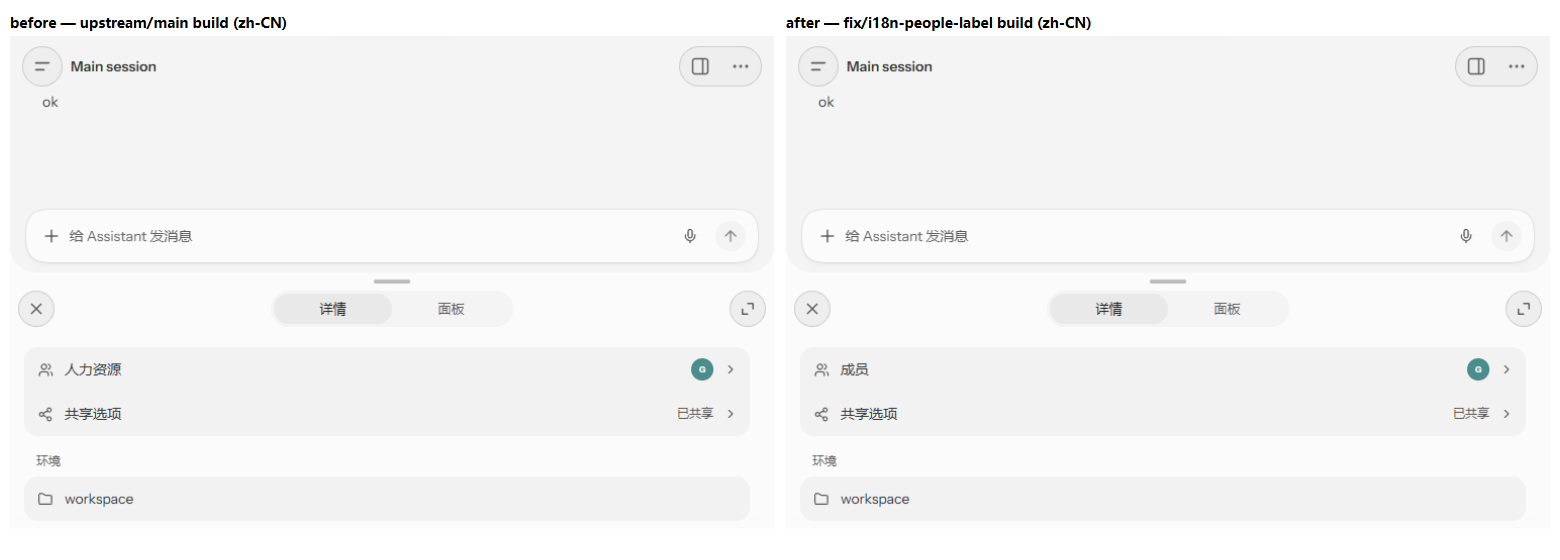 before — upstream/main build (zh-CN)
Main session
ok
给 Assistant 发消息
详情
面板
人力资源
G
共享选项
已共享
环境
workspace
after — fix/i18n-people-label build (zh-CN)
Main session
ok
给 Assistant 发消息
详情
面板
成员
G
共享选项
已共享
环境
workspace